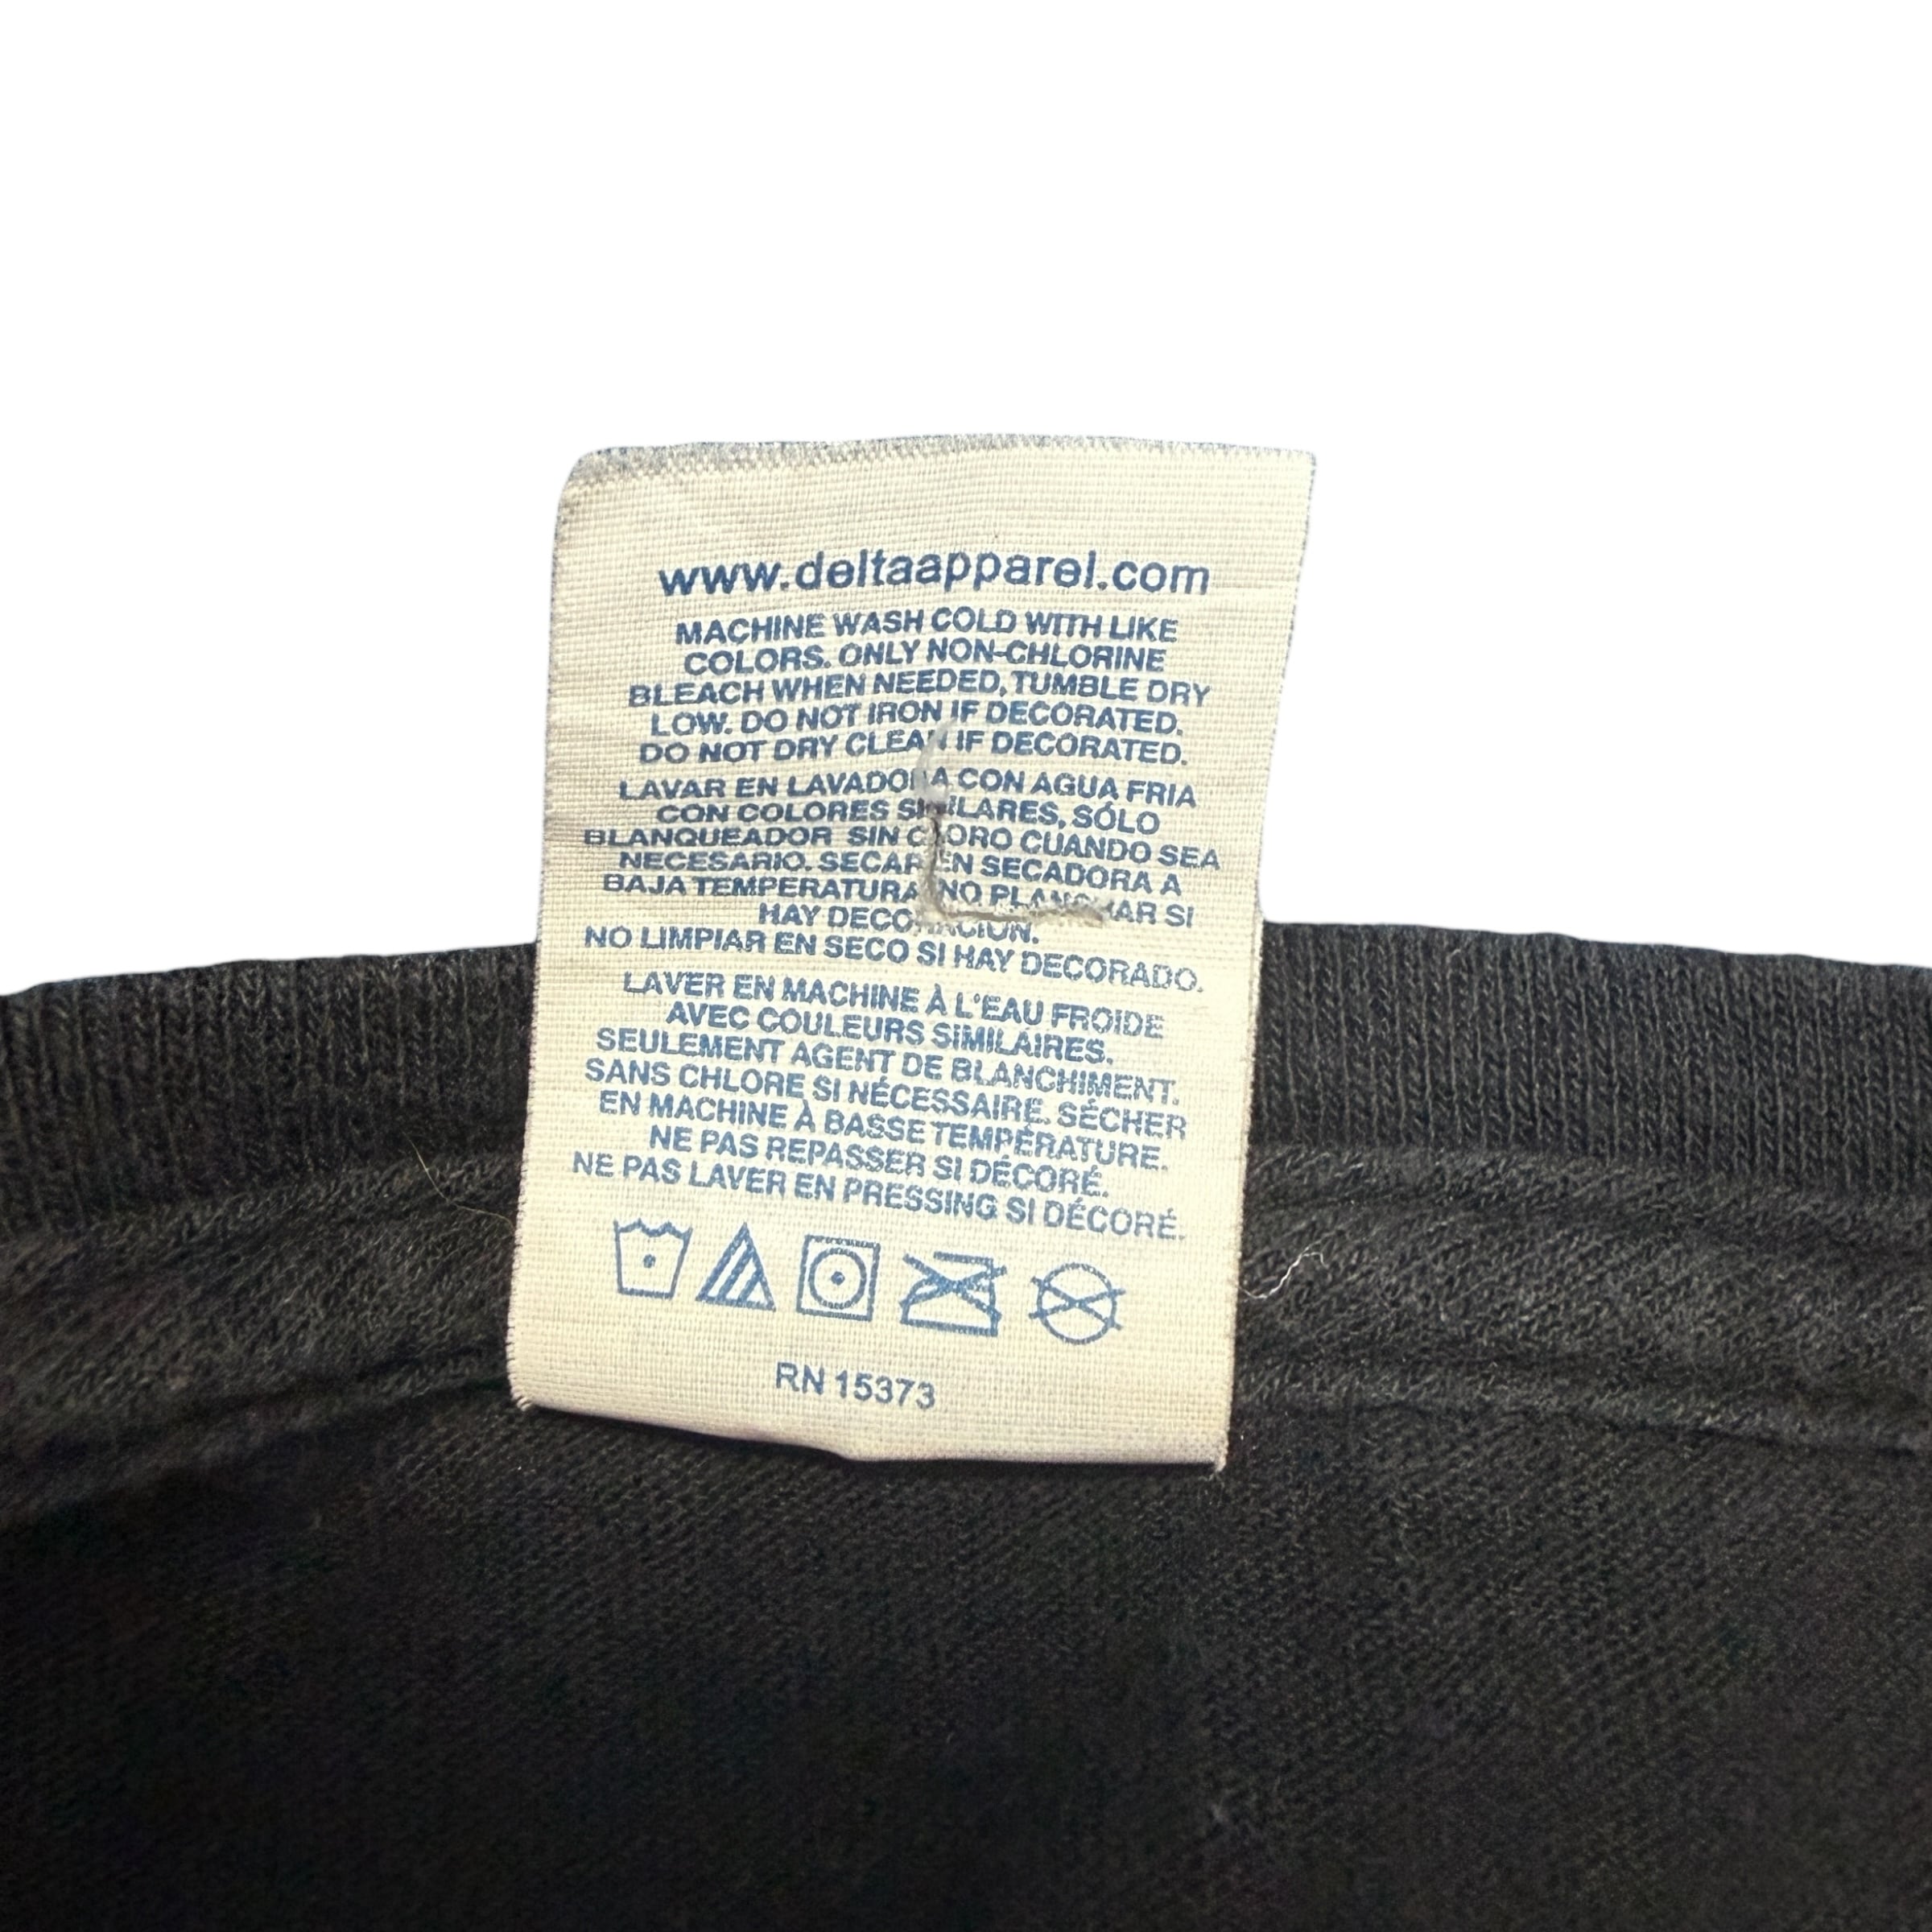 www.deltaapparel.com
MACHINE WASH COLD WITH LIKE
COLORS. ONLY NON-CHLORINE
BLEACH WHEN NEEDED, TUMBLE DRY
LOW. DO NOT IRON IF DECORATED.
DO NOT DRY CLEAN IF DECORATED.
LAVAR EN LAVADORA CON AGUA FRIA
CON COLORES SIMILARES, SÓLO
BLANQUEADOR SIN CLORO CUANDO SEA
NECESARIO. SECAR EN SECADORA A
BAJA TEMPERATURA NO PLANCHAR SI
HAY DECORACIÓN.
NO LIMPIAR EN SECO SI HAY DECORADO.
LAVER EN MACHINE À L'EAU FROIDE
AVEC COULEURS SIMILAIRES.
SEULEMENT AGENT DE BLANCHIMENT.
SANS CHLORE SI NÉCESSAIRE. SÉCHER
EN MACHINE À BASSE TEMPÉRATURE.
NE PAS REPASSER SI DÉCORÉ.
NE PAS LAVER EN PRESSING SI DÉCORÉ.
RN 15373